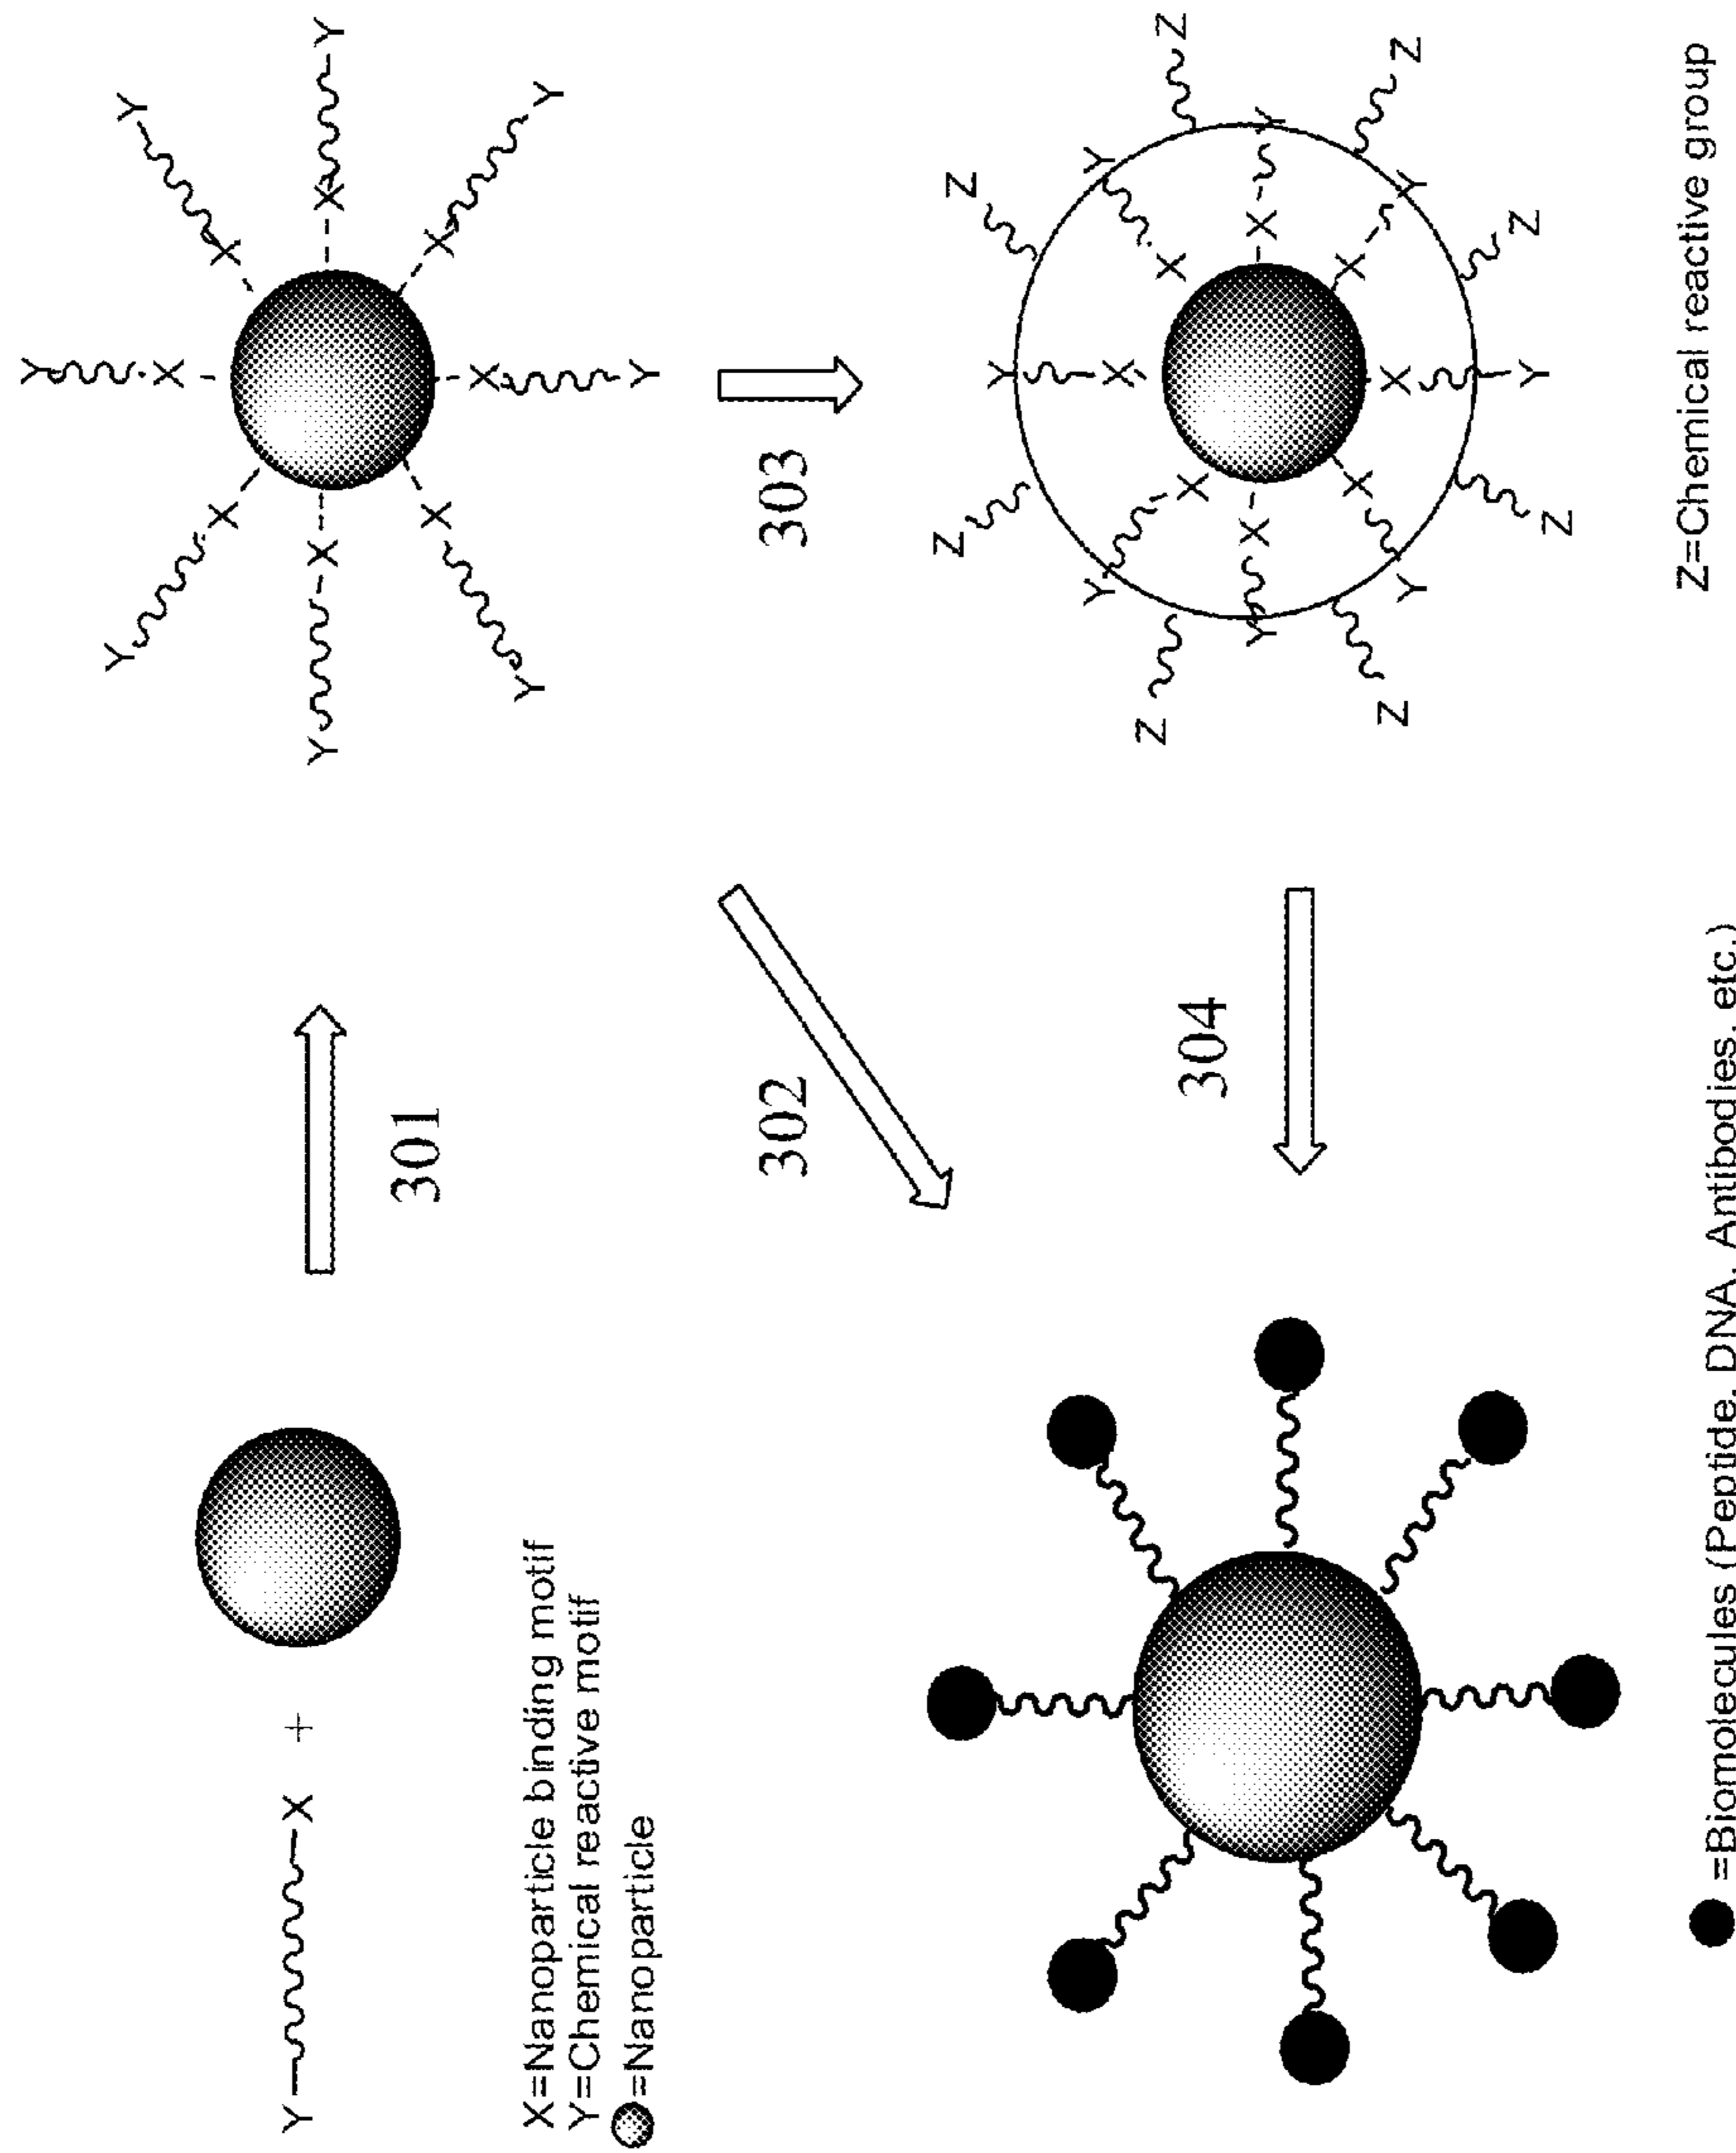 Y
Y Y
X
X X
Y X + Y X X Y
301
X X
X
Y Y
X=Nanoparticle binding motif
Y=Chemical reactive motif
=Nanoparticle
Y
302 303
Z Z
Y
Y Y
X
Z X Z
X
304
Y X X Y
X X
Z Y X Y Z
Z
Y
Z
Z=Chemical reactive group
=Biomolecules (Peptide, DNA, Antibodies, etc.)